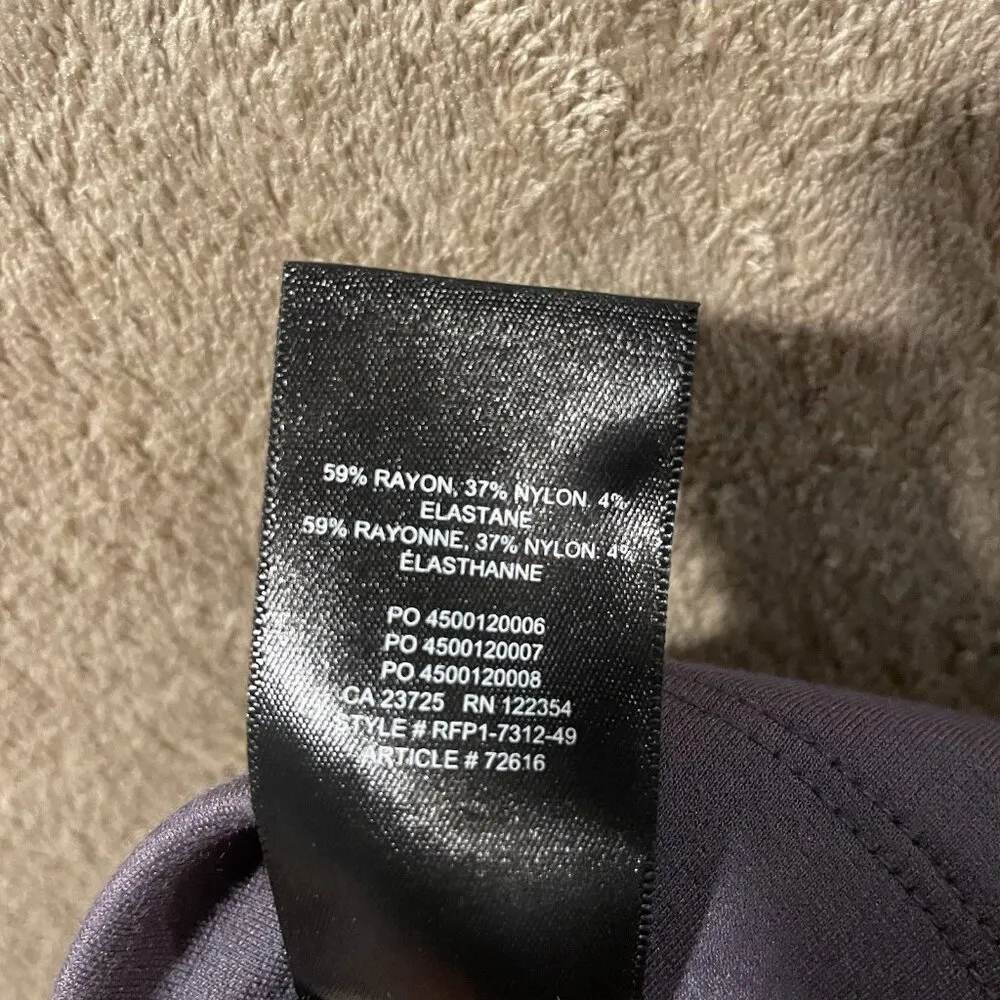 59% RAYON, 37% NYLON, 4%
ELASTANE
59% RAYONNE, 37% NYLON, 4%
ÉLASTHANNE
PO 4500120006
PO 4500120007
PO 4500120008
CA 23725 RN 122354
STYLE # RFP1-7312-49
ARTICLE # 72616